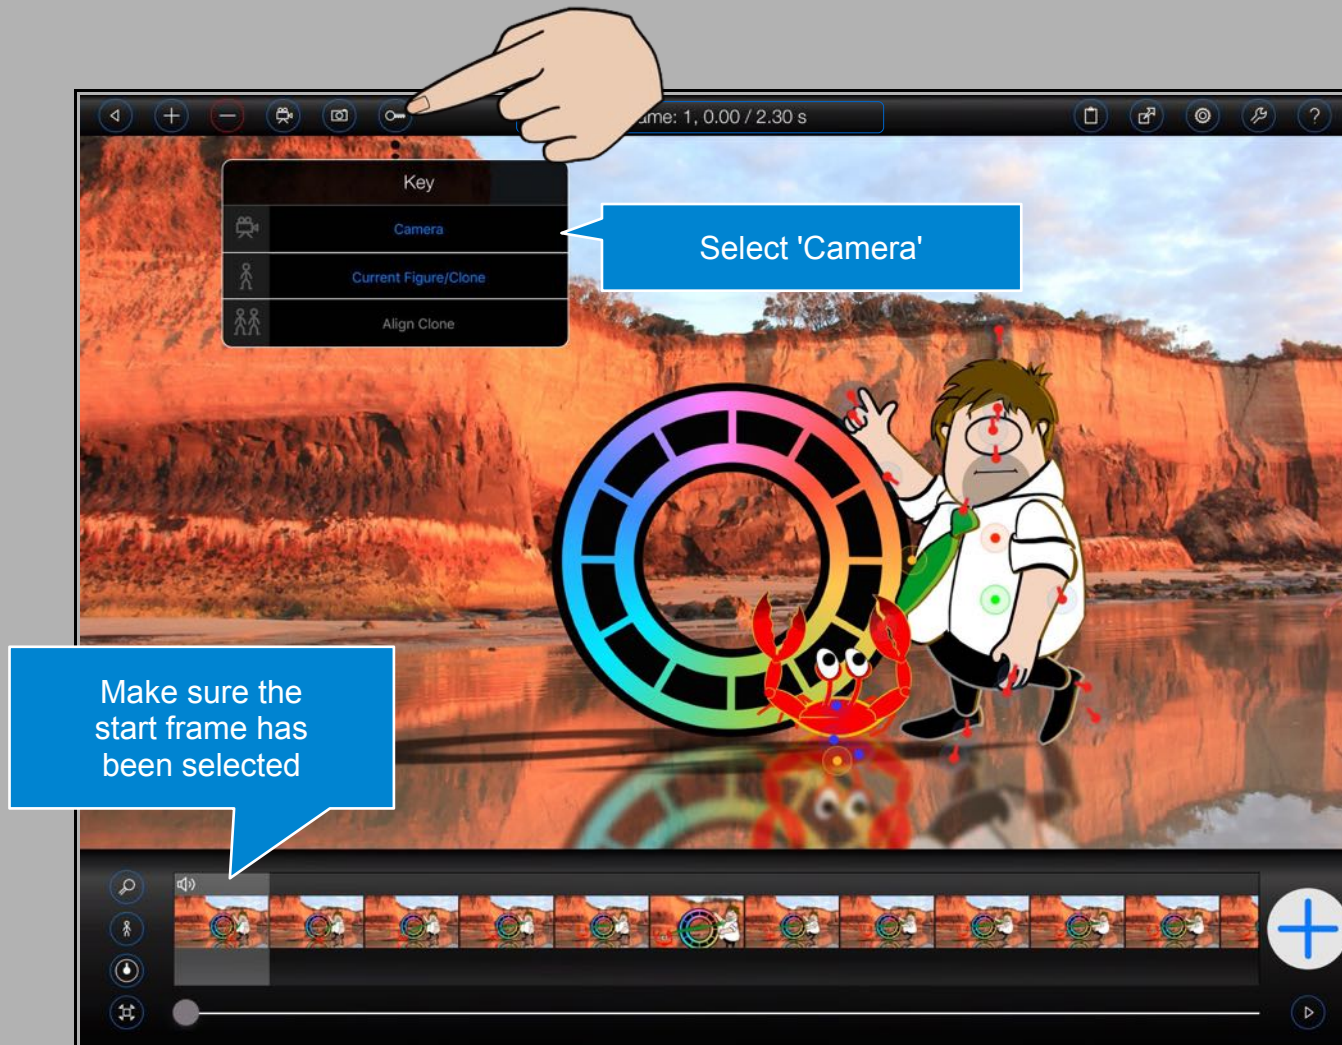 ame: 1, 0.00 / 2.30 s
?
Key
Camera
Current Figure/Clone
Align Clone
Select 'Camera'
Make sure the
start frame has
been selected